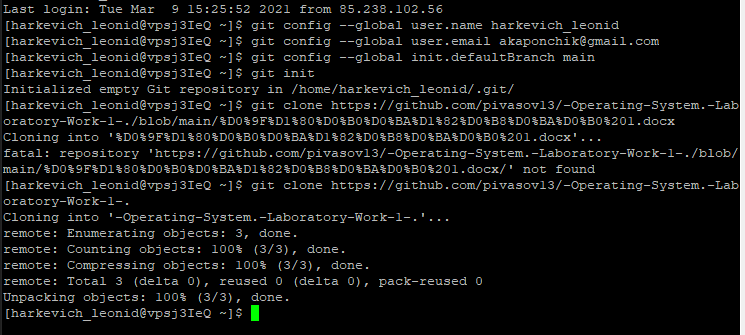 Last login: Tue Mar  9 15:25:52 2021 from 85.238.102.56
[harkevich_leonid@vpsj3IeQ ~]$ git config --global user.name harkevich_leonid
[harkevich_leonid@vpsj3IeQ ~]$ git config --global user.email akaponchik@gmail.com
[harkevich_leonid@vpsj3IeQ ~]$ git config --global init.defaultBranch main
[harkevich_leonid@vpsj3IeQ ~]$ git init
Initialized empty Git repository in /home/harkevich_leonid/.git/
[harkevich_leonid@vpsj3IeQ ~]$ git clone https://github.com/pivasov13/-Operating-System.-Lab
oratory-Work-1-./blob/main/%D0%9F%D1%80%D0%B0%D0%BA%D1%82%D0%B8%D0%BA%D0%B0%201.docx
Cloning into '%D0%9F%D1%80%D0%B0%D0%BA%D1%82%D0%B8%D0%BA%D0%B0%201.docx'...
fatal: repository 'https://github.com/pivasov13/-Operating-System.-Laboratory-Work-1-./blob/
main/%D0%9F%D1%80%D0%B0%D0%BA%D1%82%D0%B8%D0%BA%D0%B0%201.docx/' not found
[harkevich_leonid@vpsj3IeQ ~]$ git clone https://github.com/pivasov13/-Operating-System.-Lab
oratory-Work-1-.
Cloning into '-Operating-System.-Laboratory-Work-1-.'...
remote: Enumerating objects: 3, done.
remote: Counting objects: 100% (3/3), done.
remote: Compressing objects: 100% (3/3), done.
remote: Total 3 (delta 0), reused 0 (delta 0), pack-reused 0
Unpacking objects: 100% (3/3), done.
[harkevich_leonid@vpsj3IeQ ~]$